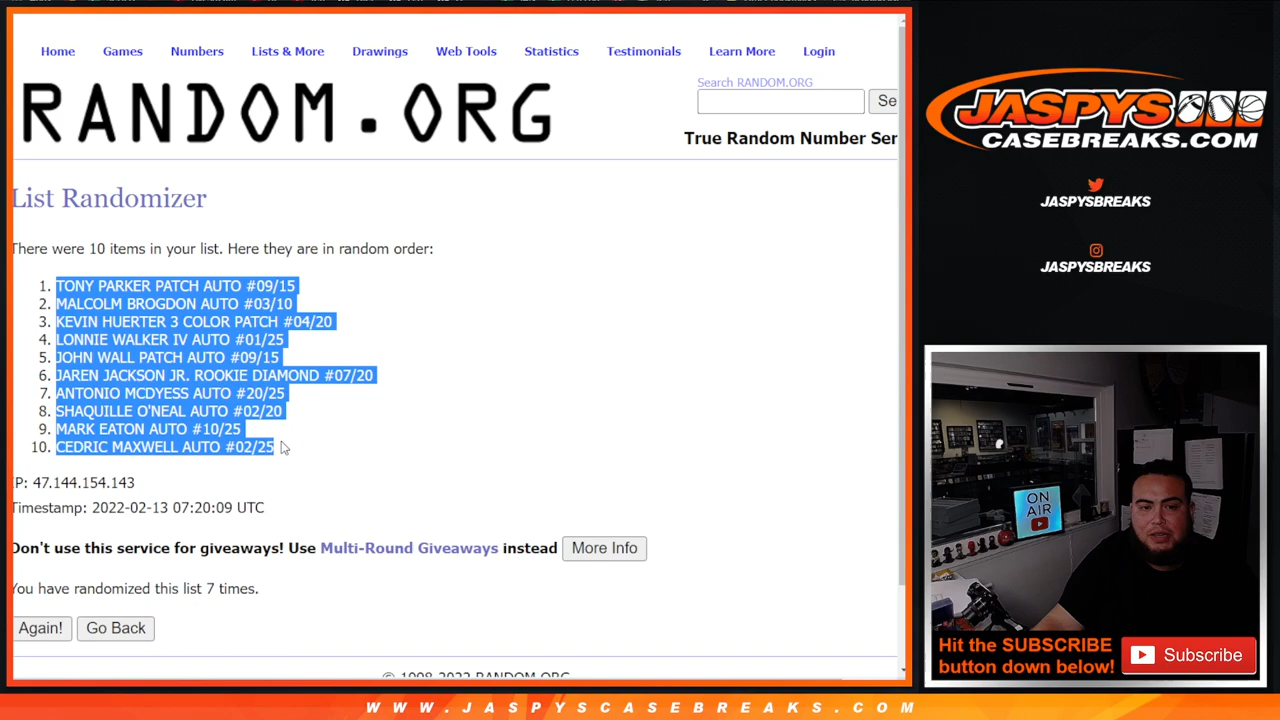 Home Games Numbers Lists & More Drawings Web Tools Statistics Testimonials Learn More Login
Search RANDOM.ORG
Se
RANDOM.ORG
True Random Number Ser
List Randomizer
There were 10 items in your list. Here they are in random order:
1. TONY PARKER PATCH AUTO #09/15
2. MALCOLM BROGDON AUTO #03/10
3. KEVIN HUERTER 3 COLOR PATCH #04/20
4. LONNIE WALKER IV AUTO #01/25
5. JOHN WALL PATCH AUTO #09/15
6. JAREN JACKSON JR. ROOKIE DIAMOND #07/20
7. ANTONIO MCDYESS AUTO #20/25
8. SHAQUILLE O'NEAL AUTO #02/20
9. MARK EATON AUTO #10/25
10. CEDRIC MAXWELL AUTO #02/25
IP: 47.144.154.143
Timestamp: 2022-02-13 07:20:09 UTC
Don't use this service for giveaways! Use Multi-Round Giveaways instead More Info
You have randomized this list 7 times.
Again! Go Back
© 1998-2022 RANDOM.ORG
JASPYS
CASEBREAKS.COM
JASPYSBREAKS
JASPYSBREAKS
ON
AIR
Hit the SUBSCRIBE
button down below!
Subscribe
WWW.JASPYSCASEBREAKS.COM